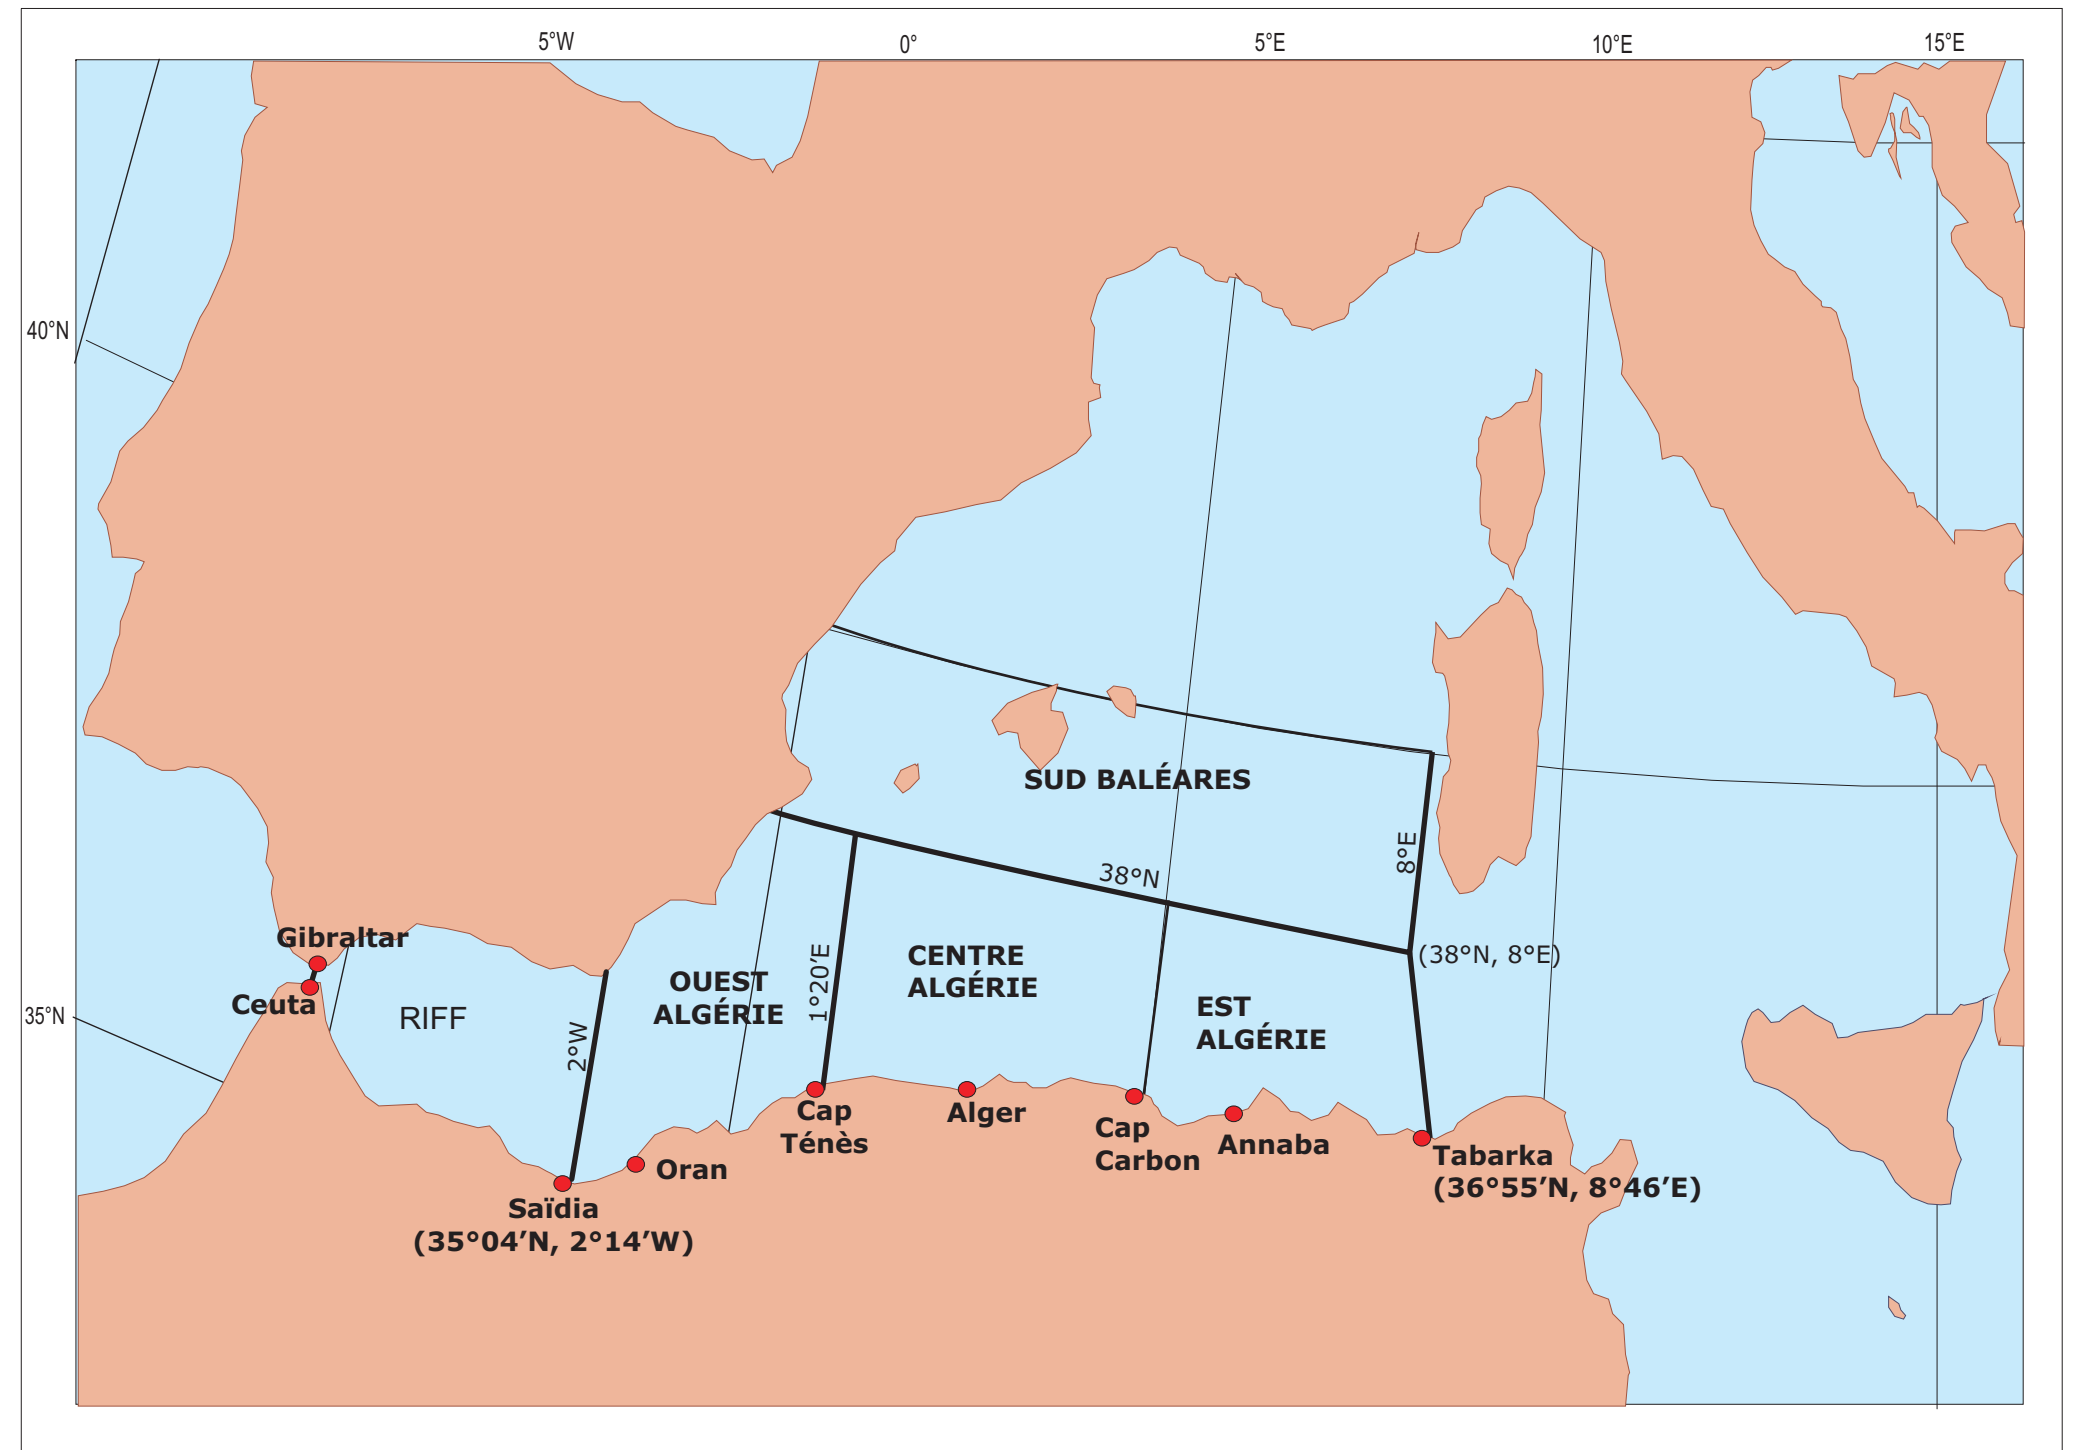 5°W
0°
5°E
10°E
15°E
40°N
35°N
SUD BALÉARES
8°E
38°N
(38°N, 8°E)
Gibraltar
Ceuta
RIFF
2°W
OUEST
ALGÉRIE
1°20’E
CENTRE
ALGÉRIE
EST
ALGÉRIE
Cap
Ténès
Alger
Cap
Carbon
Annaba
Tabarka
(36°55’N, 8°46’E)
Oran
Saïdia
(35°04’N, 2°14’W)